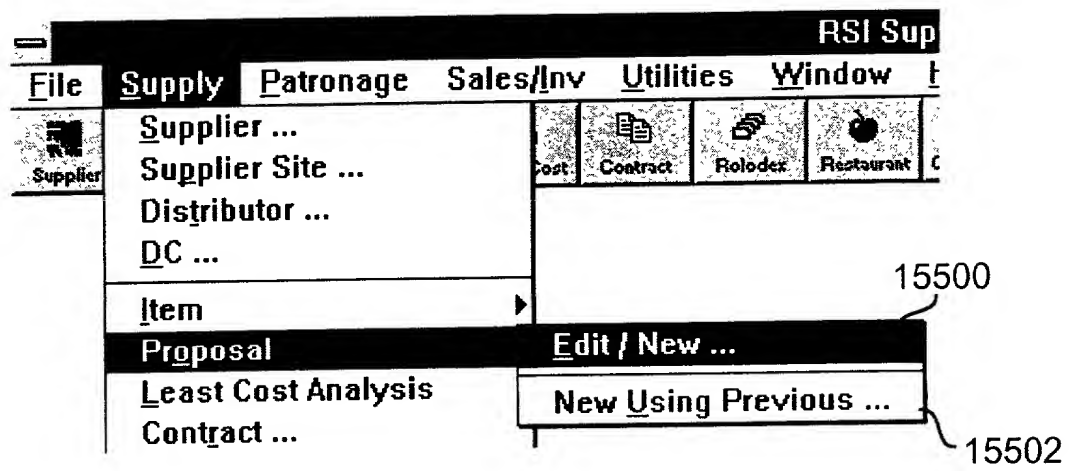 RSI Sup
File Supply Patronage Sales/Inv Utilities Window H
Supplier Cost Contract Rolodex Restaurant
Supplier ...
Supplier Site ...
Distributor ...
DC ...
15500
Item
Proposal Edit / New ...
Least Cost Analysis New Using Previous ...
Contract ...
15502